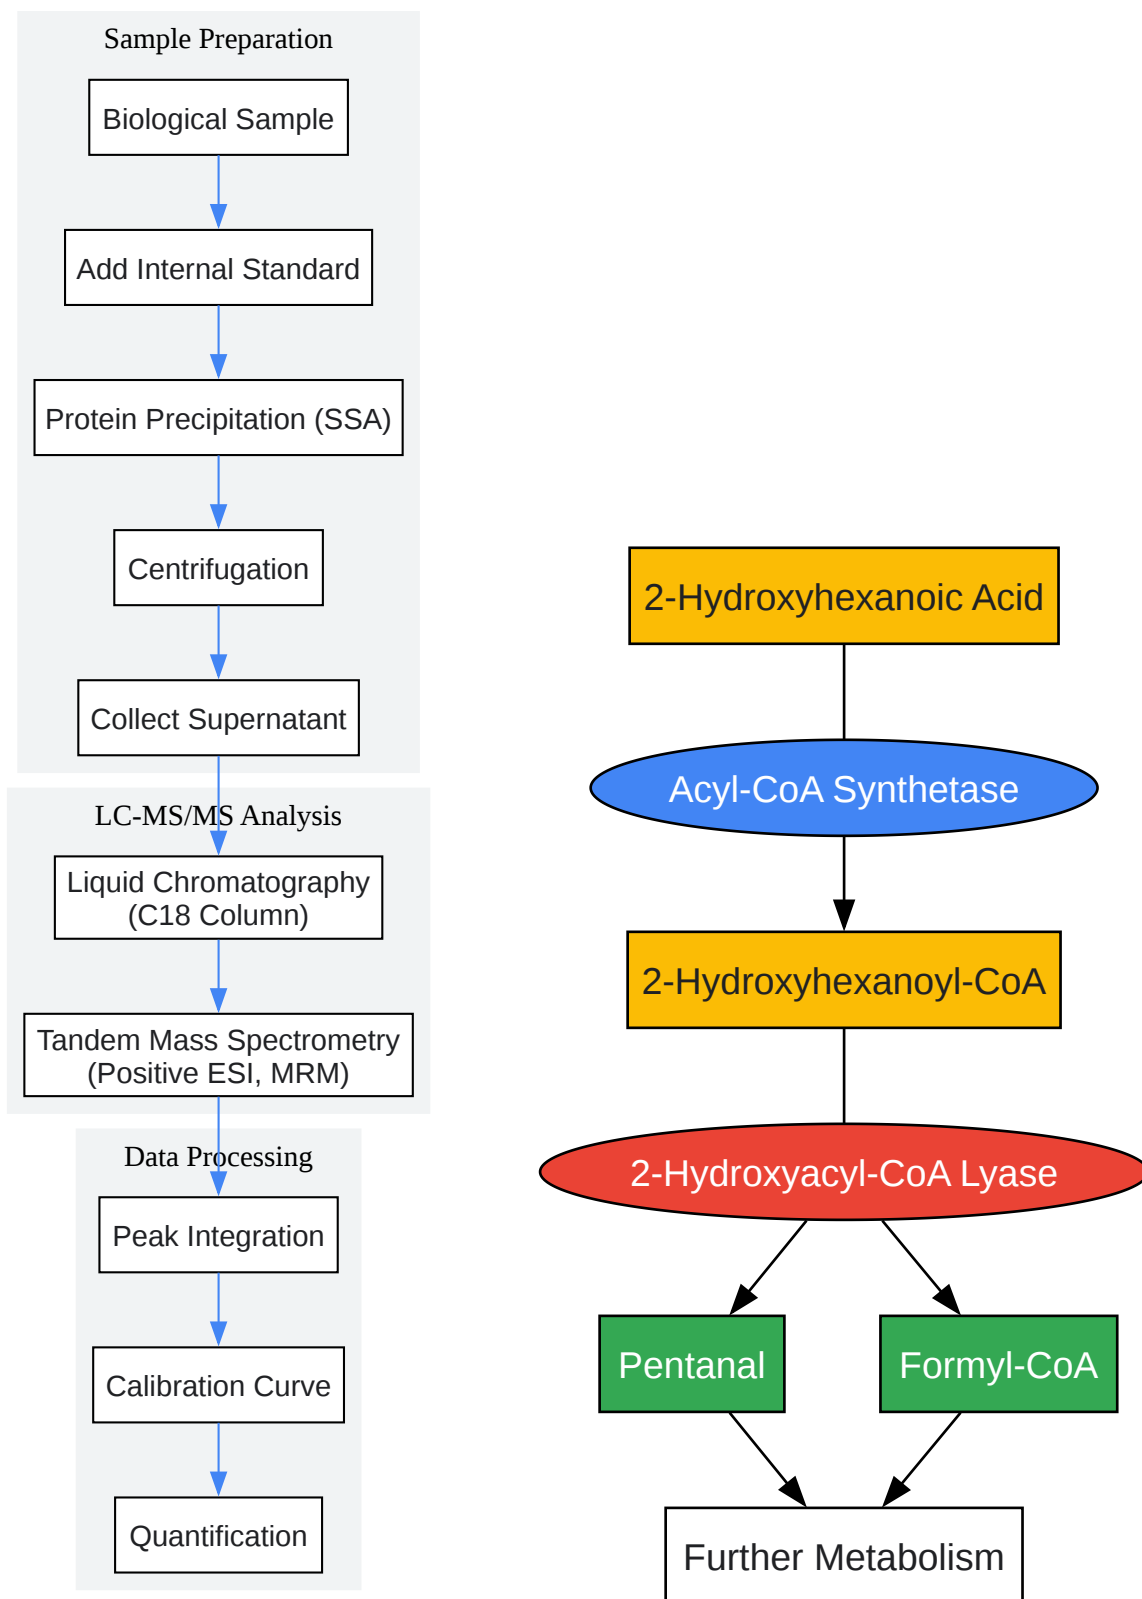 Sample Preparation
Biological Sample
Add Internal Standard
Protein Precipitation (SSA)
Centrifugation
Collect Supernatant
LC-MS/MS Analysis
Liquid Chromatography
(C18 Column)
Tandem Mass Spectrometry
(Positive ESI, MRM)
Data Processing
Peak Integration
Calibration Curve
Quantification
2-Hydroxyhexanoic Acid
Acyl-CoA Synthetase
2-Hydroxyhexanoyl-CoA
2-Hydroxyacyl-CoA Lyase
Pentanal
Formyl-CoA
Further Metabolism